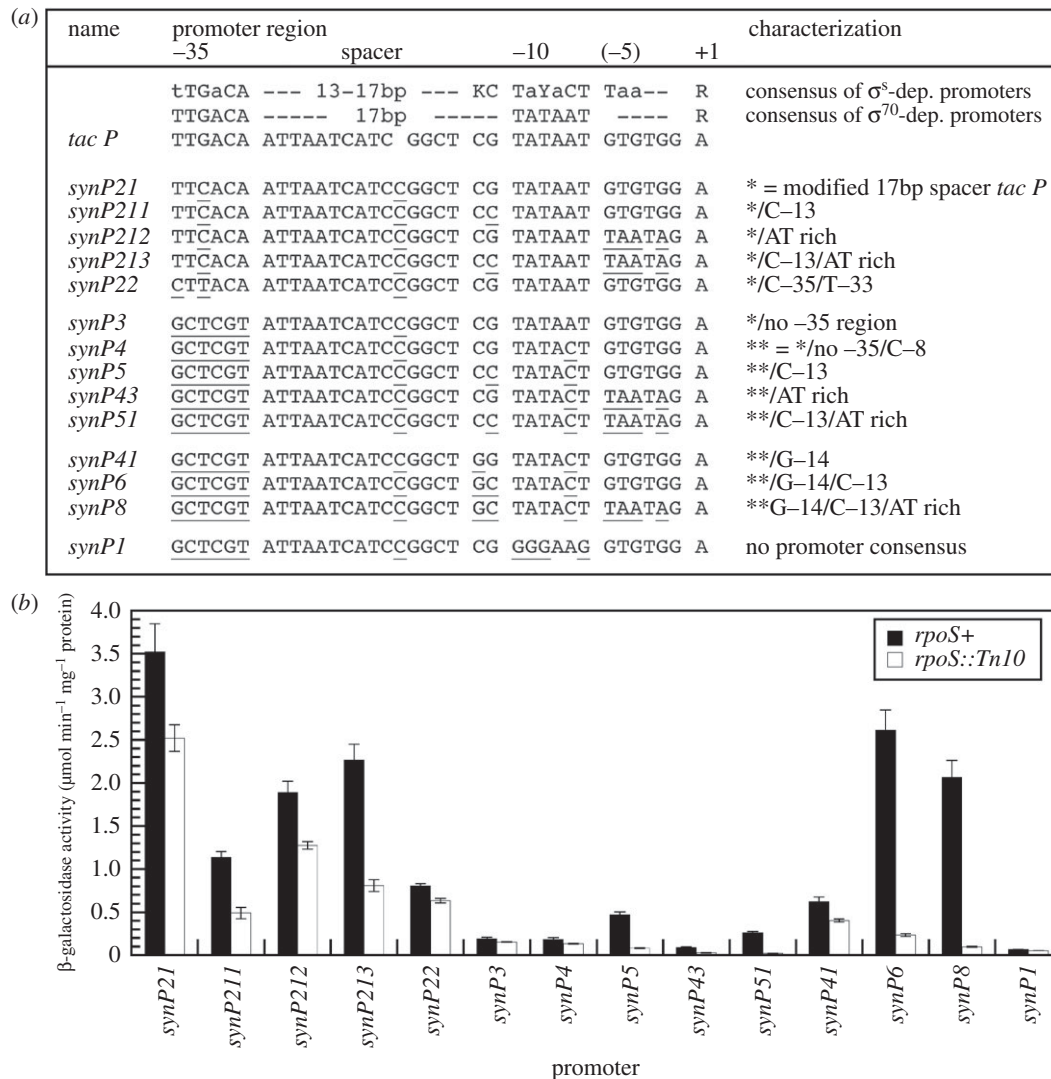 (a)
name promoter region characterization
–35 spacer –10 (–5) +1
tTGaCA --- 13-17bp --- KC TaYaCT Taa-- R consensus of σˢ-dep. promoters
TTGACA ----- 17bp ----- TATAAT ---- R consensus of σ⁷⁰-dep. promoters
tac P TTGACA ATTAATCATC GGCT CG TATAAT GTGTGG A
synP21 TTCACA ATTAATCATCCGGCT CG TATAAT GTGTGG A * = modified 17bp spacer tac P
synP211 TTCACA ATTAATCATCCGGCT CC TATAAT GTGTGG A */C–13
synP212 TTCACA ATTAATCATCCGGCT CG TATAAT TAATAG A */AT rich
synP213 TTCACA ATTAATCATCCGGCT CC TATAAT TAATAG A */C–13/AT rich
synP22 CTTACA ATTAATCATCCGGCT CG TATAAT GTGTGG A */C–35/T–33
synP3 GCTCGT ATTAATCATCCGGCT CG TATAAT GTGTGG A */no –35 region
synP4 GCTCGT ATTAATCATCCGGCT CG TATACT GTGTGG A ** = */no –35/C–8
synP5 GCTCGT ATTAATCATCCGGCT CC TATACT GTGTGG A **/C–13
synP43 GCTCGT ATTAATCATCCGGCT CG TATACT TAATAG A **/AT rich
synP51 GCTCGT ATTAATCATCCGGCT CC TATACT TAATAG A **/C–13/AT rich
synP41 GCTCGT ATTAATCATCCGGCT GG TATACT GTGTGG A **/G–14
synP6 GCTCGT ATTAATCATCCGGCT GC TATACT GTGTGG A **/G–14/C–13
synP8 GCTCGT ATTAATCATCCGGCT GC TATACT TAATAG A **G–14/C–13/AT rich
synP1 GCTCGT ATTAATCATCCGGCT CG GGGAAG GTGTGG A no promoter consensus
(b)
β-galactosidase activity (μmol min⁻¹ mg⁻¹ protein)
4.0
3.5
3.0
2.5
2.0
1.5
1.0
0.5
0
rpoS+
rpoS::Tn10
synP21 synP211 synP212 synP213 synP22 synP3 synP4 synP5 synP43 synP51 synP41 synP6 synP8 synP1
promoter